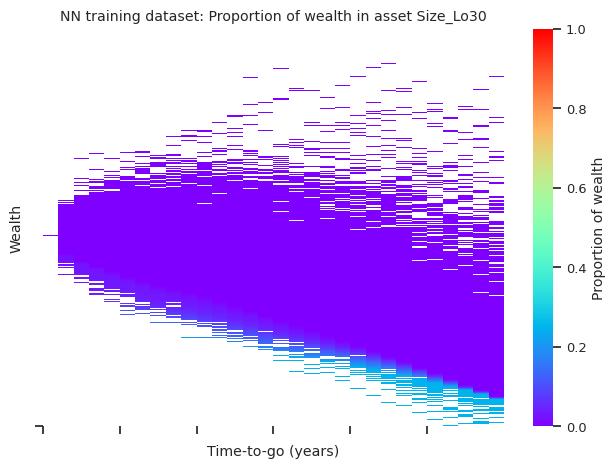 NN training dataset: Proportion of wealth in asset Size_Lo30
Wealth
Time-to-go (years)
1.0
0.8
0.6
0.4
0.2
0.0
Proportion of wealth